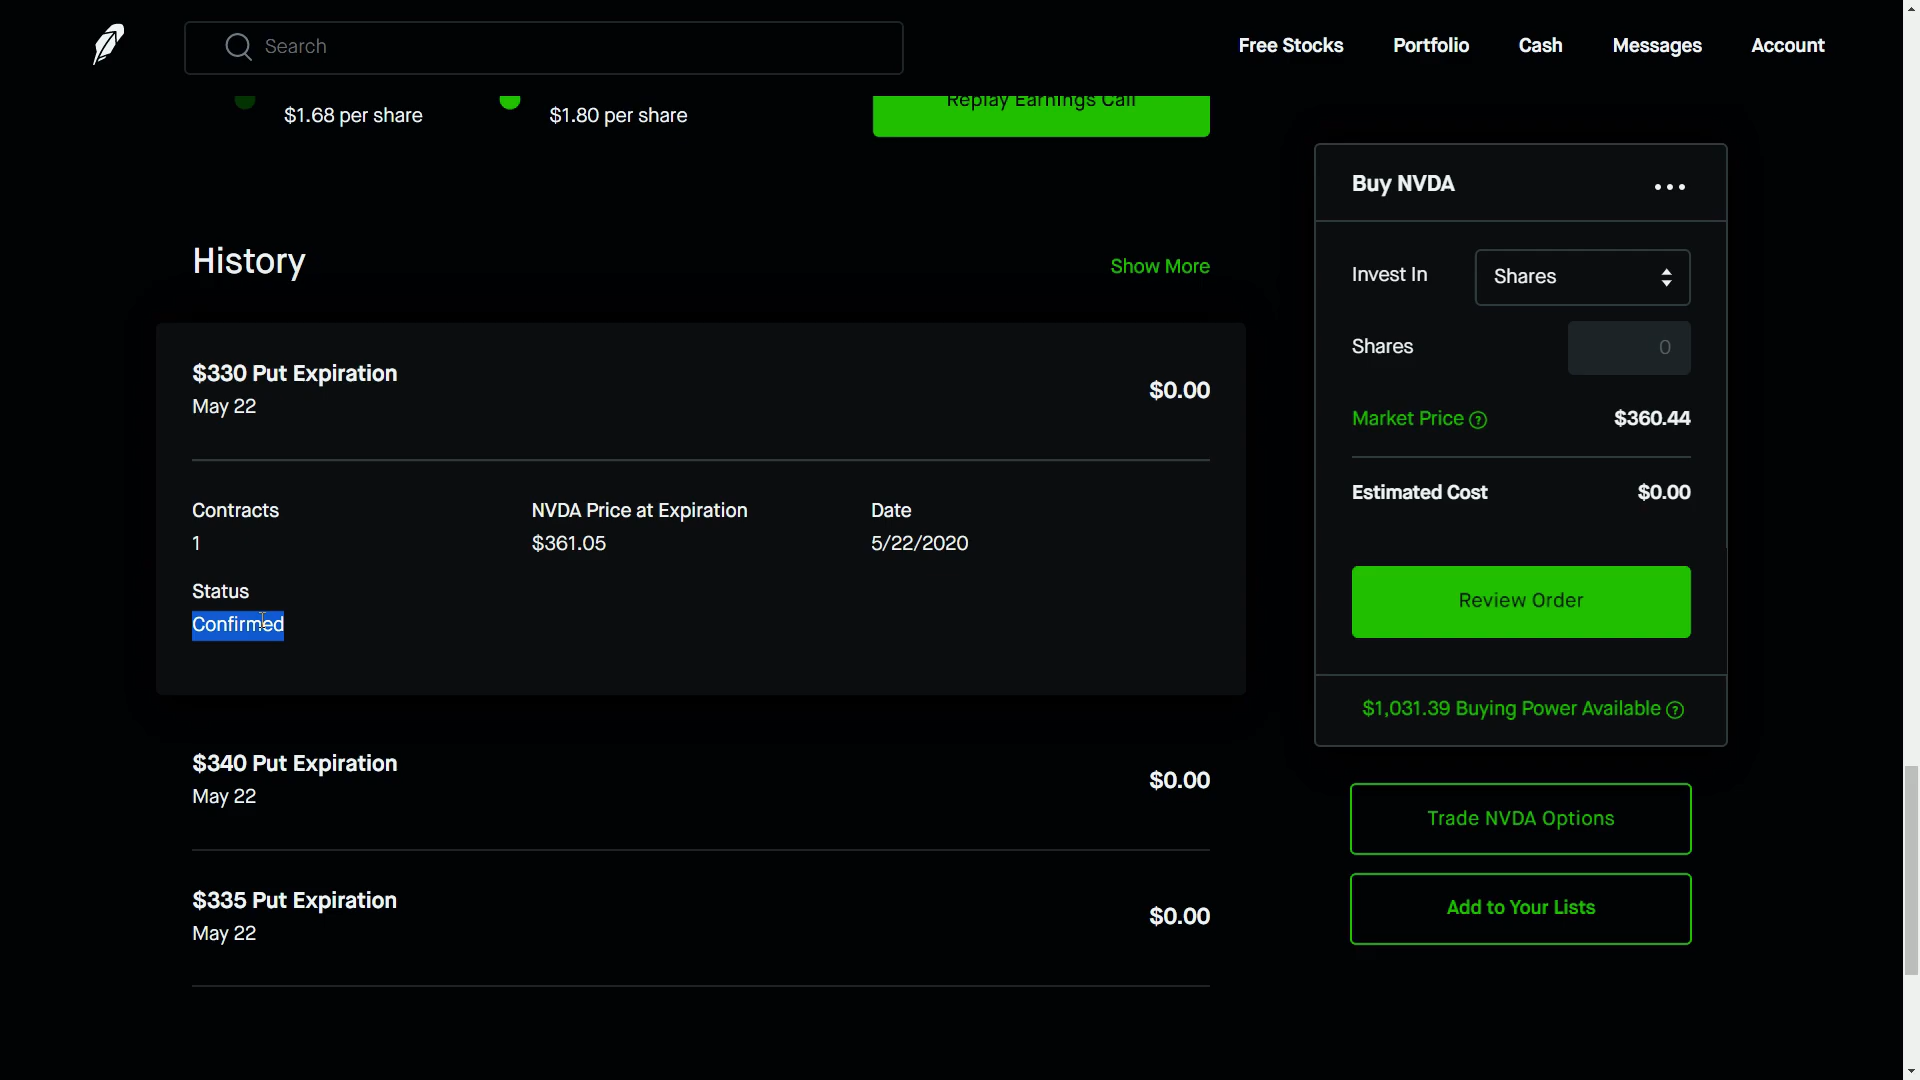 Search
Free Stocks
Portfolio
Cash
Messages
Account
$1.68 per share
$1.80 per share
Replay Earnings Call
History
Show More
$330 Put Expiration
May 22
$0.00
Contracts
1
NVDA Price at Expiration
$361.05
Date
5/22/2020
Status
Confirmed
$340 Put Expiration
May 22
$0.00
$335 Put Expiration
May 22
$0.00
Buy NVDA
Invest In
Shares
Shares
0
Market Price
$360.44
Estimated Cost
$0.00
Review Order
$1,031.39 Buying Power Available
Trade NVDA Options
Add to Your Lists